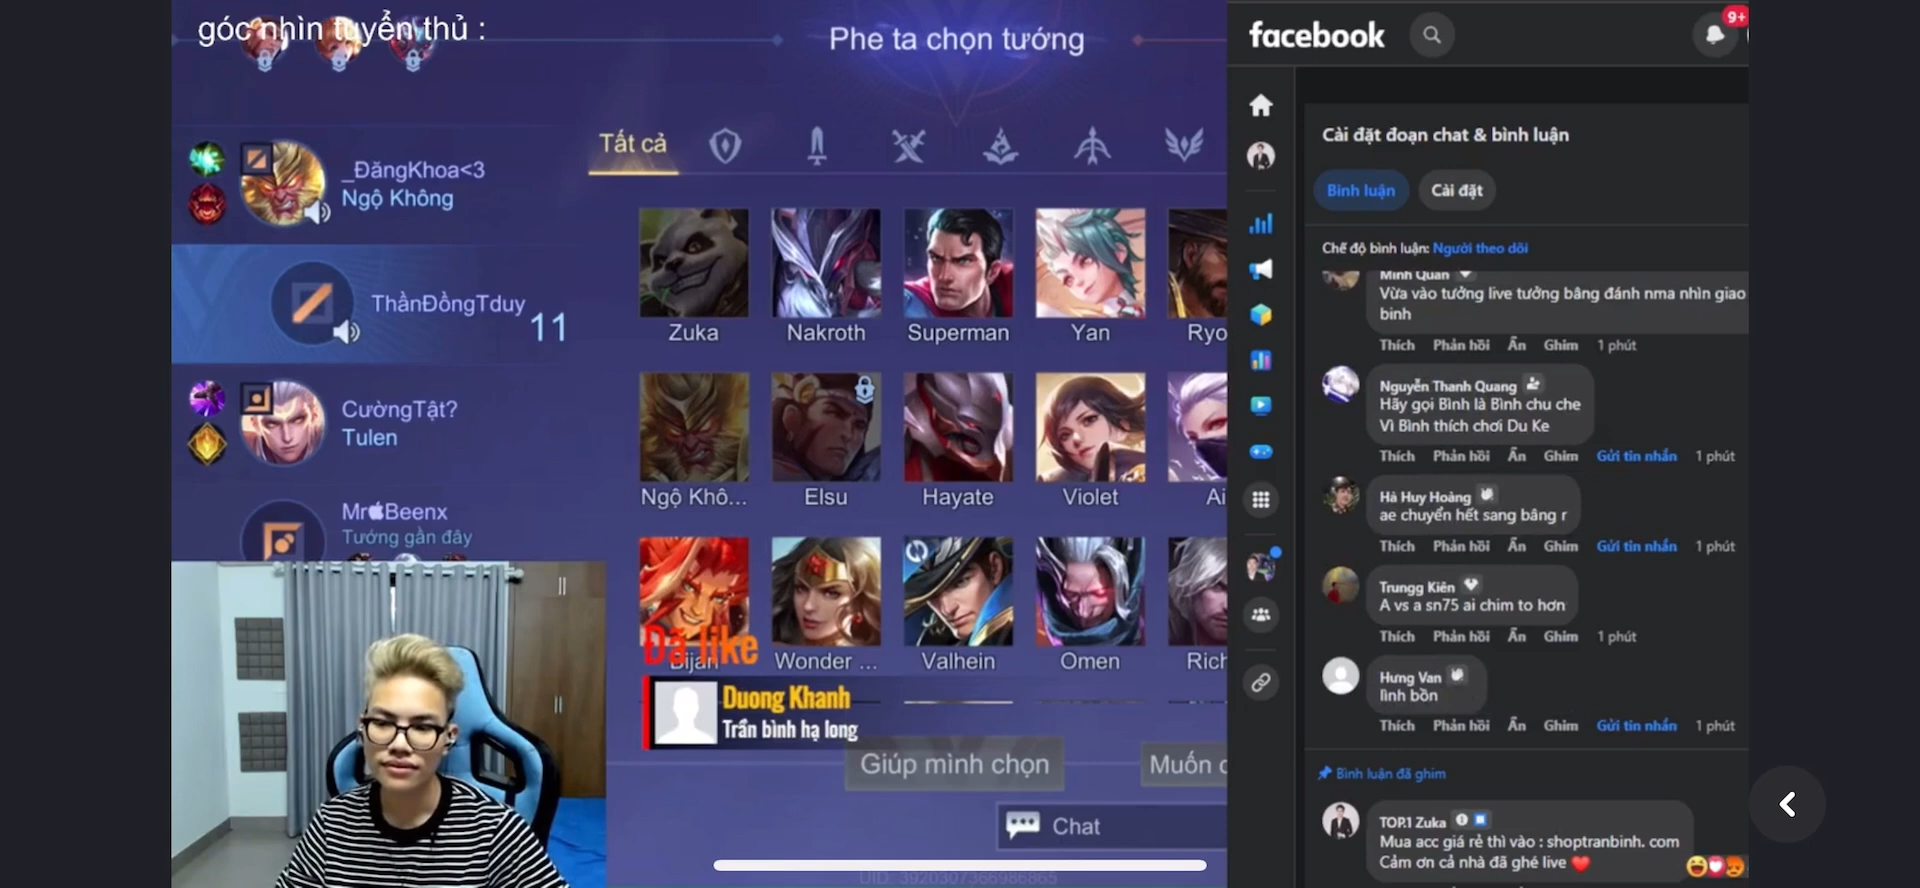 góc nhìn tuyển thủ :
Phe ta chọn tướng
Tất cả
_ĐăngKhoa<3
Ngộ Không
ThầnĐồngTduy
11
CườngTật?
Tulen
Mr Beenx
Tướng gần đây
Zuka
Nakroth
Superman
Yan
Ryo
Ngộ Khô...
Elsu
Hayate
Violet
Ai
Bijan
Wonder ...
Valhein
Omen
Rich
Đã like
Duong Khanh
Trần bình hạ long
Giúp mình chọn
Muốn c
Chat
UID: 3920307366986865
facebook
9+
Cài đặt đoạn chat & bình luận
Bình luận
Cài đặt
Chế độ bình luận: Người theo dõi
Minh Quan
Vừa vào tưởng live tưởng bâng đánh nma nhìn giao
binh
Thích Phản hồi Ẩn Ghim 1 phút
Nguyễn Thanh Quang
Hãy gọi Bình là Bình chu che
Vì Bình thích chơi Du Ke
Thích Phản hồi Ẩn Ghim Gửi tin nhắn 1 phút
Hà Huy Hoàng
ae chuyển hết sang bâng r
Thích Phản hồi Ẩn Ghim Gửi tin nhắn 1 phút
Trungg Kiên
A vs a sn75 ai chim to hơn
Thích Phản hồi Ẩn Ghim 1 phút
Hưng Van
lình bồn
Thích Phản hồi Ẩn Ghim Gửi tin nhắn 1 phút
Bình luận đã ghim
TOP.1 Zuka
Mua acc giá rẻ thì vào : shoptranbinh. com
Cảm ơn cả nhà đã ghé live